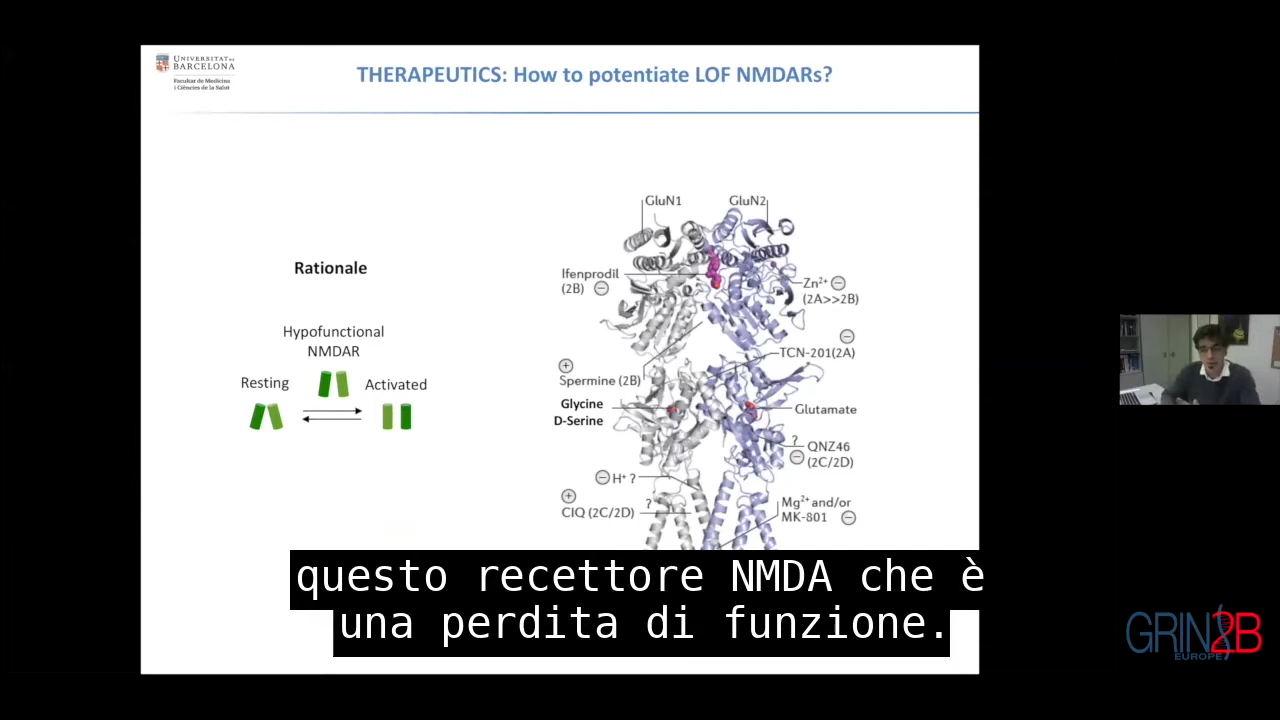 UNIVERSITAT DE
BARCELONA
Facultat de Medicina
i Ciències de la Salut
THERAPEUTICS: How to potentiate LOF NMDARs?
Rationale
Hypofunctional
NMDAR
Resting
Activated
GluN1
GluN2
Ifenprodil
(2B) −
Zn²⁺ −
(2A>>2B)
−
TCN-201(2A)
+
Spermine (2B)
Glycine
D-Serine
Glutamate
?
QNZ46
− (2C/2D)
− H⁺ ?
+
?
CIQ (2C/2D)
Mg²⁺ and/or
MK-801 −
questo recettore NMDA che è
una perdita di funzione.
GRIN2B
EUROPE